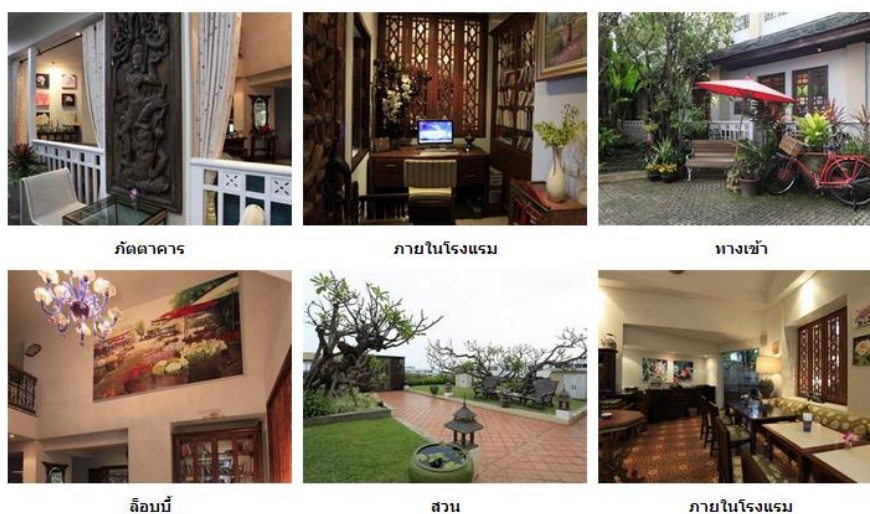 ภัตตาคาร
ภายในโรงแรม
ทางเข้า
ล็อบบี้
สวน
ภายในโรงแรม